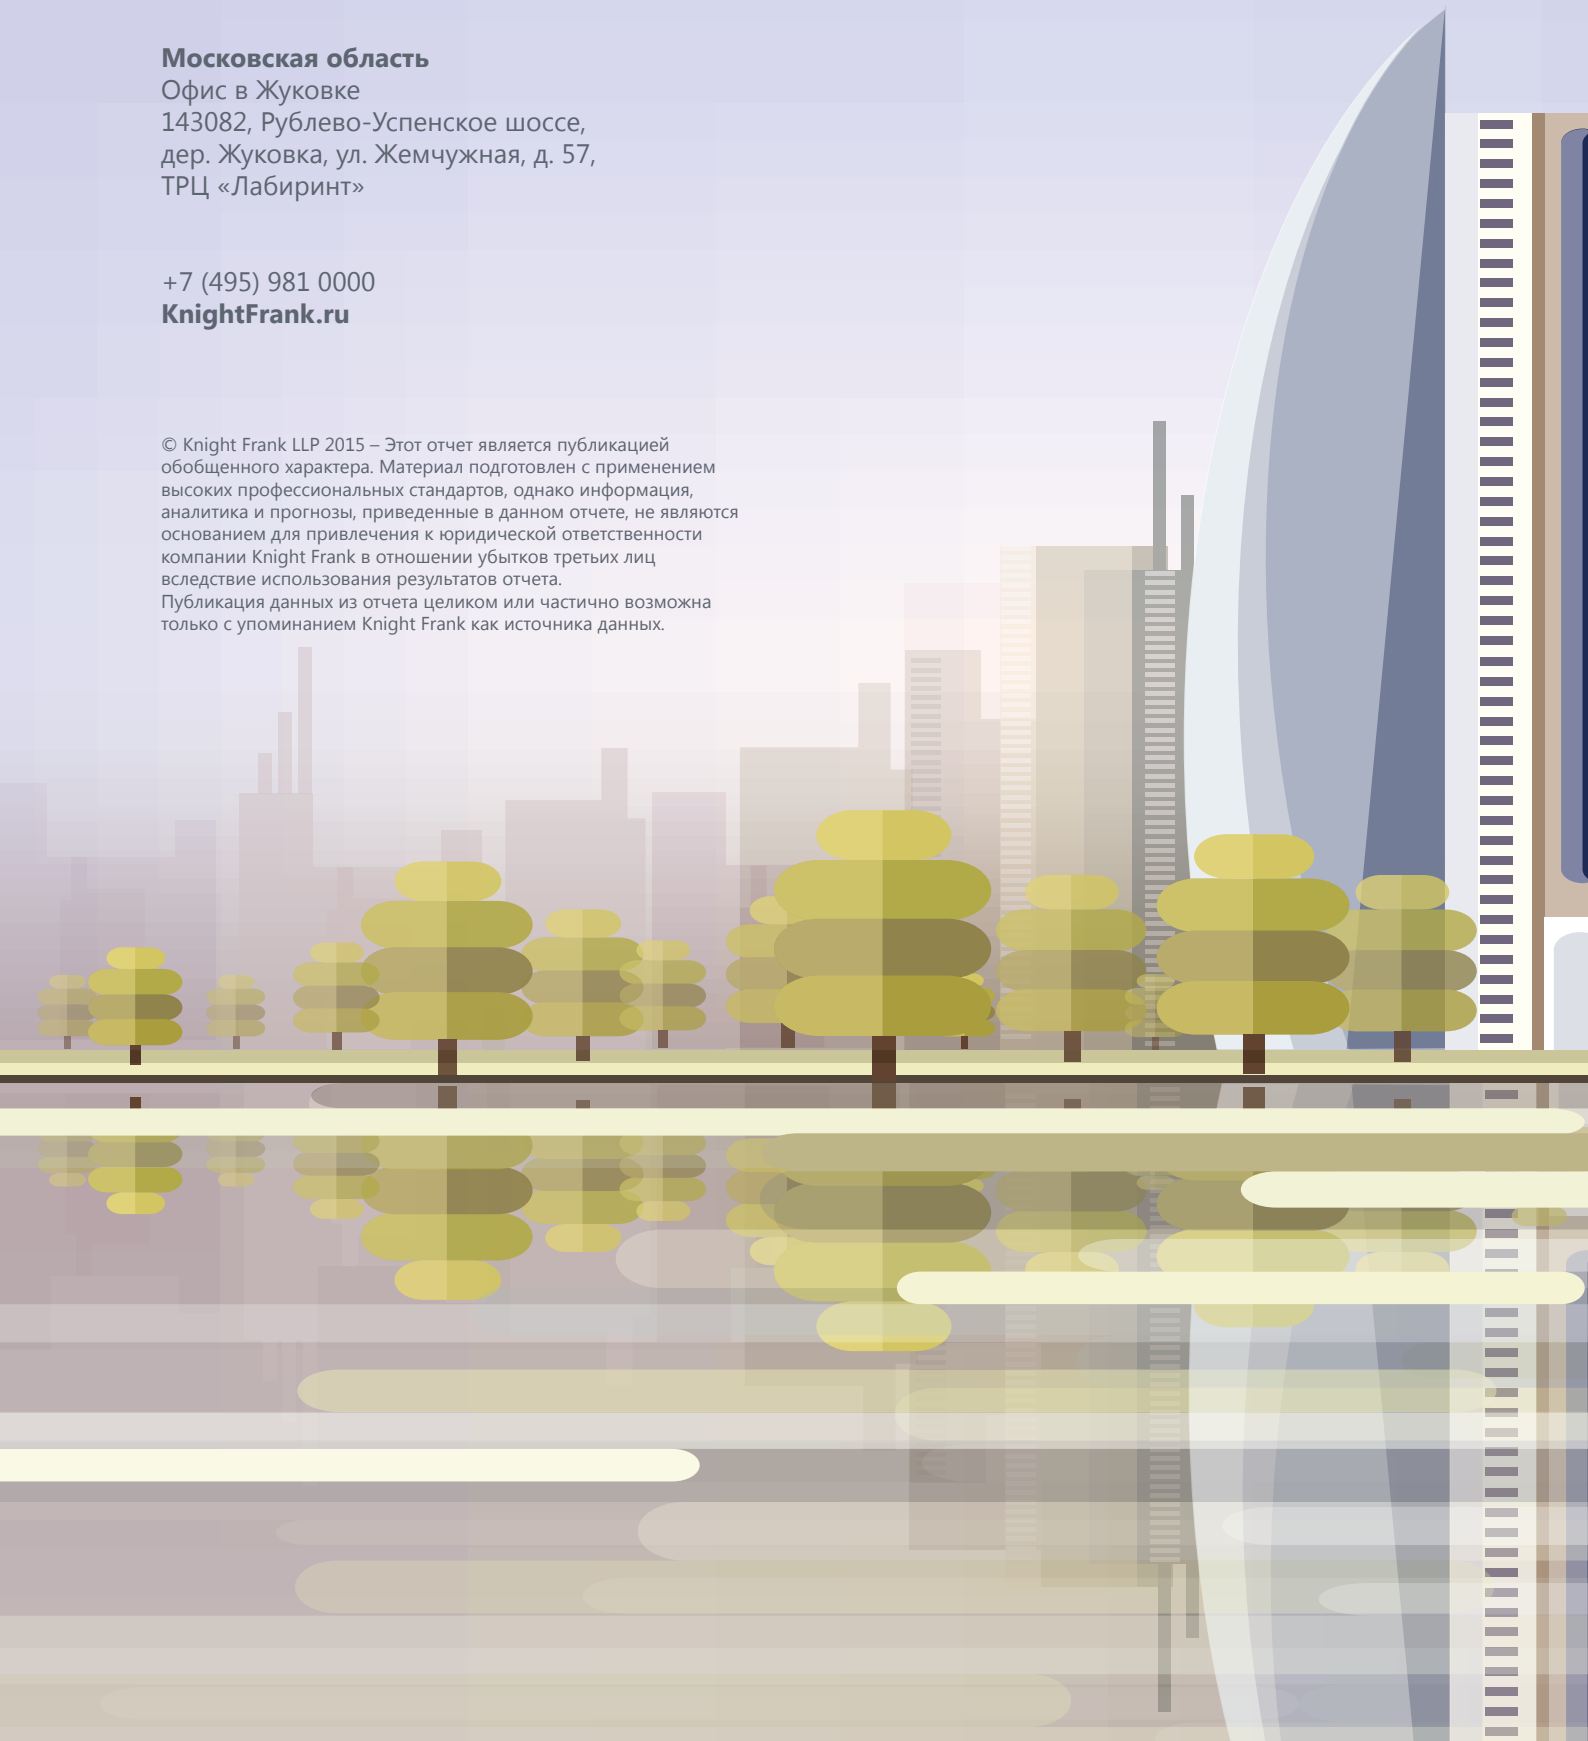 Московская область
Офис в Жуковке
143082, Рублево-Успенское шоссе,
дер. Жуковка, ул. Жемчужная, д. 57,
ТРЦ «Лабиринт»
+7 (495) 981 0000
KnightFrank.ru
© Knight Frank LLP 2015 – Этот отчет является публикацией
обобщенного характера. Материал подготовлен с применением
высоких профессиональных стандартов, однако информация,
аналитика и прогнозы, приведенные в данном отчете, не являются
основанием для привлечения к юридической ответственности
компании Knight Frank в отношении убытков третьих лиц
вследствие использования результатов отчета.
Публикация данных из отчета целиком или частично возможна
только с упоминанием Knight Frank как источника данных.